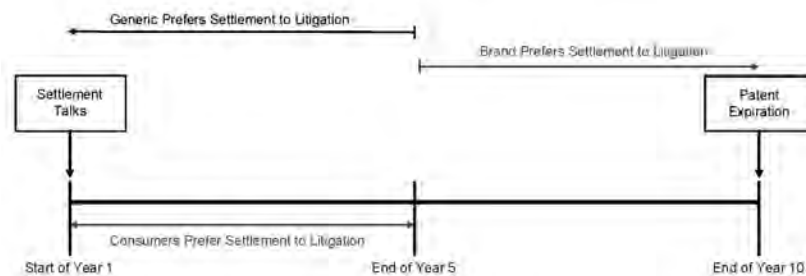 Generic Prefers Settlement to Litigation
Brand Prefers Settlement to Litigation
Settlement
Talks
Patent
Expiration
Consumers Prefer Settlement to Litigation
Start of Year 1
End of Year 5
End of Year 10